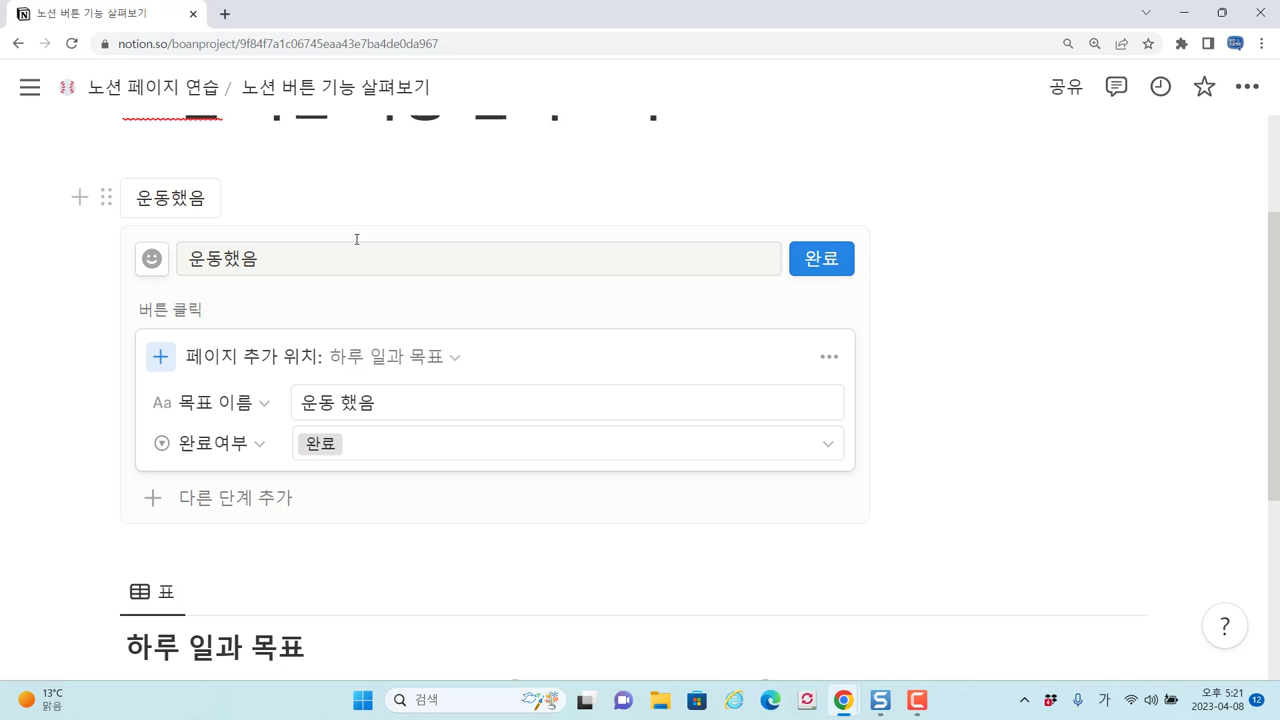 노션 버튼 기능 살펴보기
notion.so/boanproject/9f84f7a1c06745eaa43e7ba4de0da967
노션 페이지 연습 / 노션 버튼 기능 살펴보기
공유
운동했음
운동했음
완료
버튼 클릭
페이지 추가 위치: 하루 일과 목표
Aa 목표 이름
운동 했음
완료여부
완료
다른 단계 추가
표
하루 일과 목표
?
13°C
맑음
검색
가
오후 5:21
2023-04-08
12